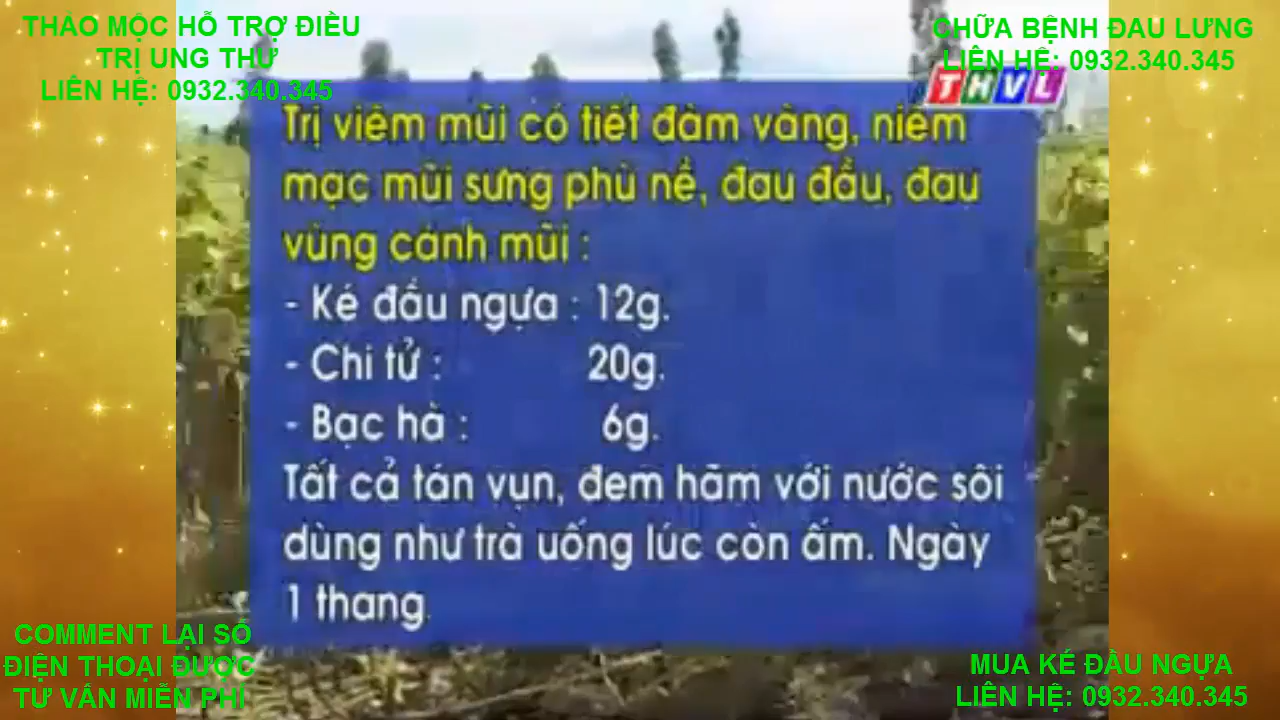 THẢO MỘC HỖ TRỢ ĐIỀU
TRỊ UNG THƯ
LIÊN HỆ: 0932.340.345
CHỮA BỆNH ĐAU LƯNG
LIÊN HỆ: 0932.340.345
THVL
Trị viêm mũi có tiết đàm vàng, niêm
mạc mũi sưng phù nề, đau đầu, đau
vùng cánh mũi :
- Ké đầu ngựa : 12g.
- Chi tử : 20g.
- Bạc hà : 6g.
Tất cả tán vụn, đem hãm với nước sôi
dùng như trà uống lúc còn ấm. Ngày
1 thang.
COMMENT LẠI SỐ
ĐIỆN THOẠI ĐƯỢC
TƯ VẤN MIỄN PHÍ
MUA KÉ ĐẦU NGỰA
LIÊN HỆ: 0932.340.345